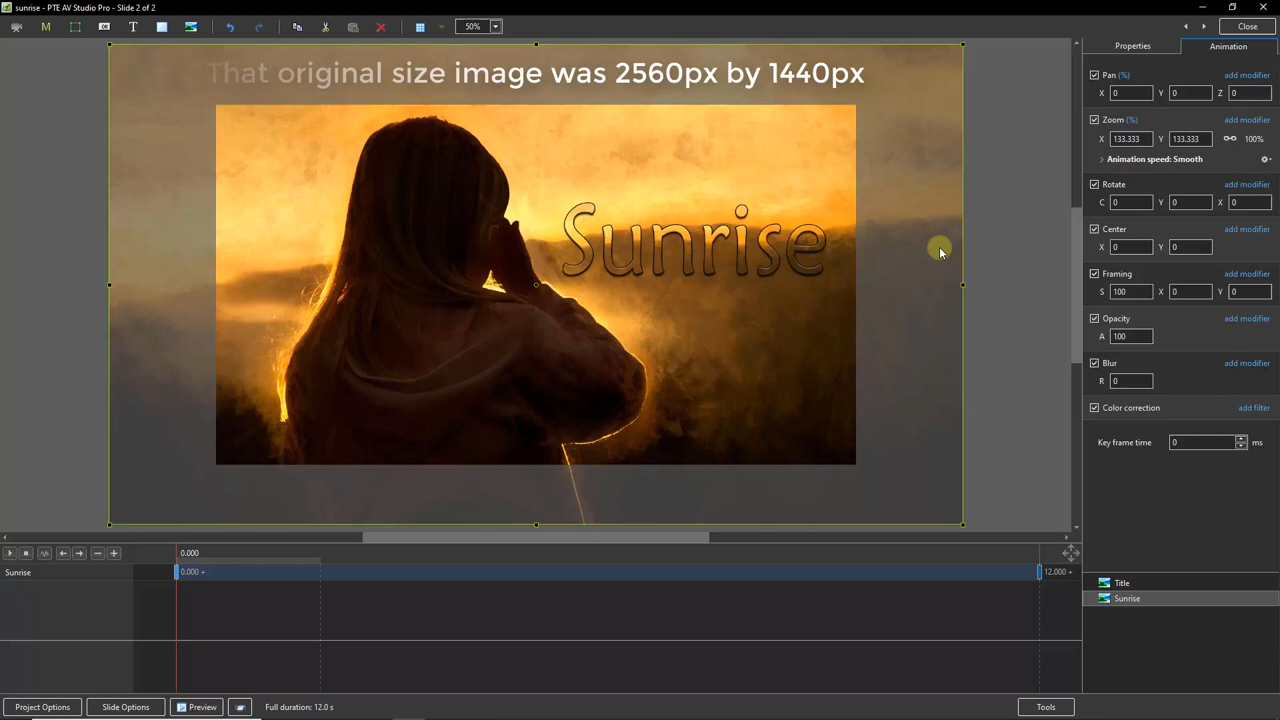 sunrise - PTE AV Studio Pro - Slide 2 of 2
M
OK
T
50%
Close
Properties
Animation
That original size image was 2560px by 1440px
Sunrise
Pan (%)
add modifier
X 0 Y 0 Z 0
Zoom (%)
add modifier
X 133.333 Y 133.333 100%
Animation speed: Smooth
Rotate
add modifier
C 0 Y 0 X 0
Center
add modifier
X 0 Y 0
Framing
add modifier
S 100 X 0 Y 0
Opacity
add modifier
A 100
Blur
add modifier
R 0
Color correction
add filter
Key frame time 0 ms
0.000
Sunrise
0.000 +
12.000 +
Title
Sunrise
Project Options
Slide Options
Preview
Full duration: 12.0 s
Tools